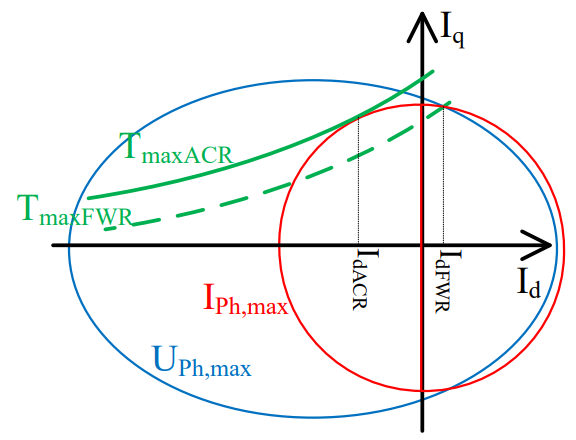 Iq
TmaxACR
TmaxFWR
IdACR
IdFWR
Id
IPh,max
UPh,max